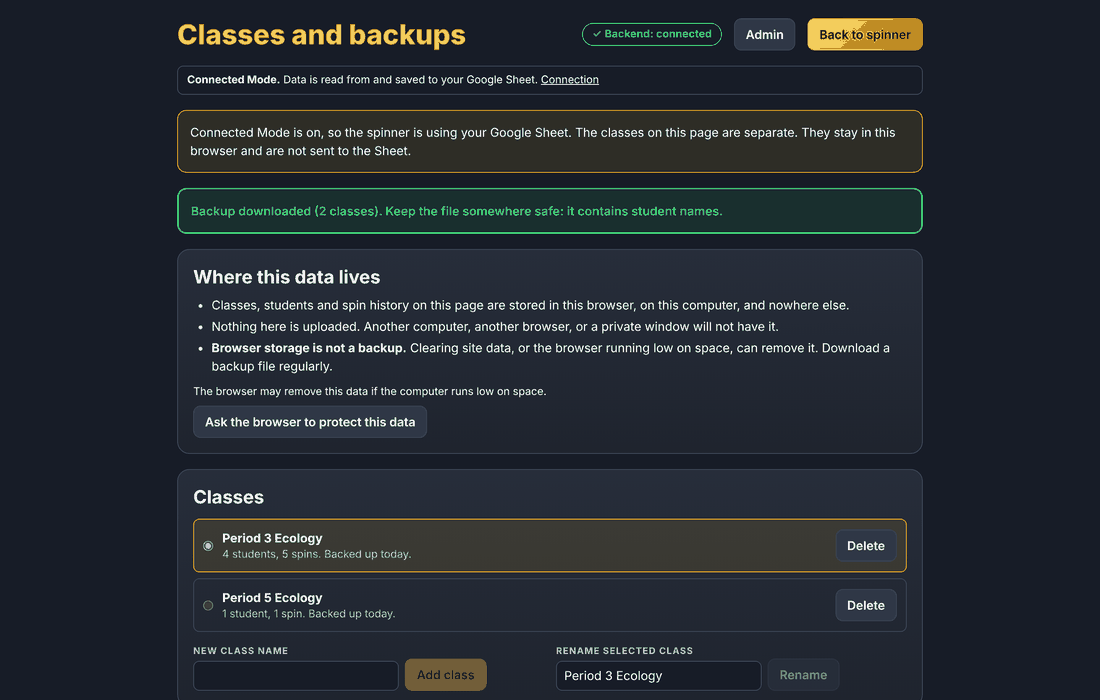 Classes and backups
✓ Backend: connected
Admin
Back to spinner
Connected Mode. Data is read from and saved to your Google Sheet. Connection
Connected Mode is on, so the spinner is using your Google Sheet. The classes on this page are separate. They stay in this
browser and are not sent to the Sheet.
Backup downloaded (2 classes). Keep the file somewhere safe: it contains student names.
Where this data lives
• Classes, students and spin history on this page are stored in this browser, on this computer, and nowhere else.
• Nothing here is uploaded. Another computer, another browser, or a private window will not have it.
• Browser storage is not a backup. Clearing site data, or the browser running low on space, can remove it. Download a
backup file regularly.
The browser may remove this data if the computer runs low on space.
Ask the browser to protect this data
Classes
Period 3 Ecology
4 students, 5 spins. Backed up today.
Delete
Period 5 Ecology
1 student, 1 spin. Backed up today.
Delete
NEW CLASS NAME
Add class
RENAME SELECTED CLASS
Period 3 Ecology
Rename